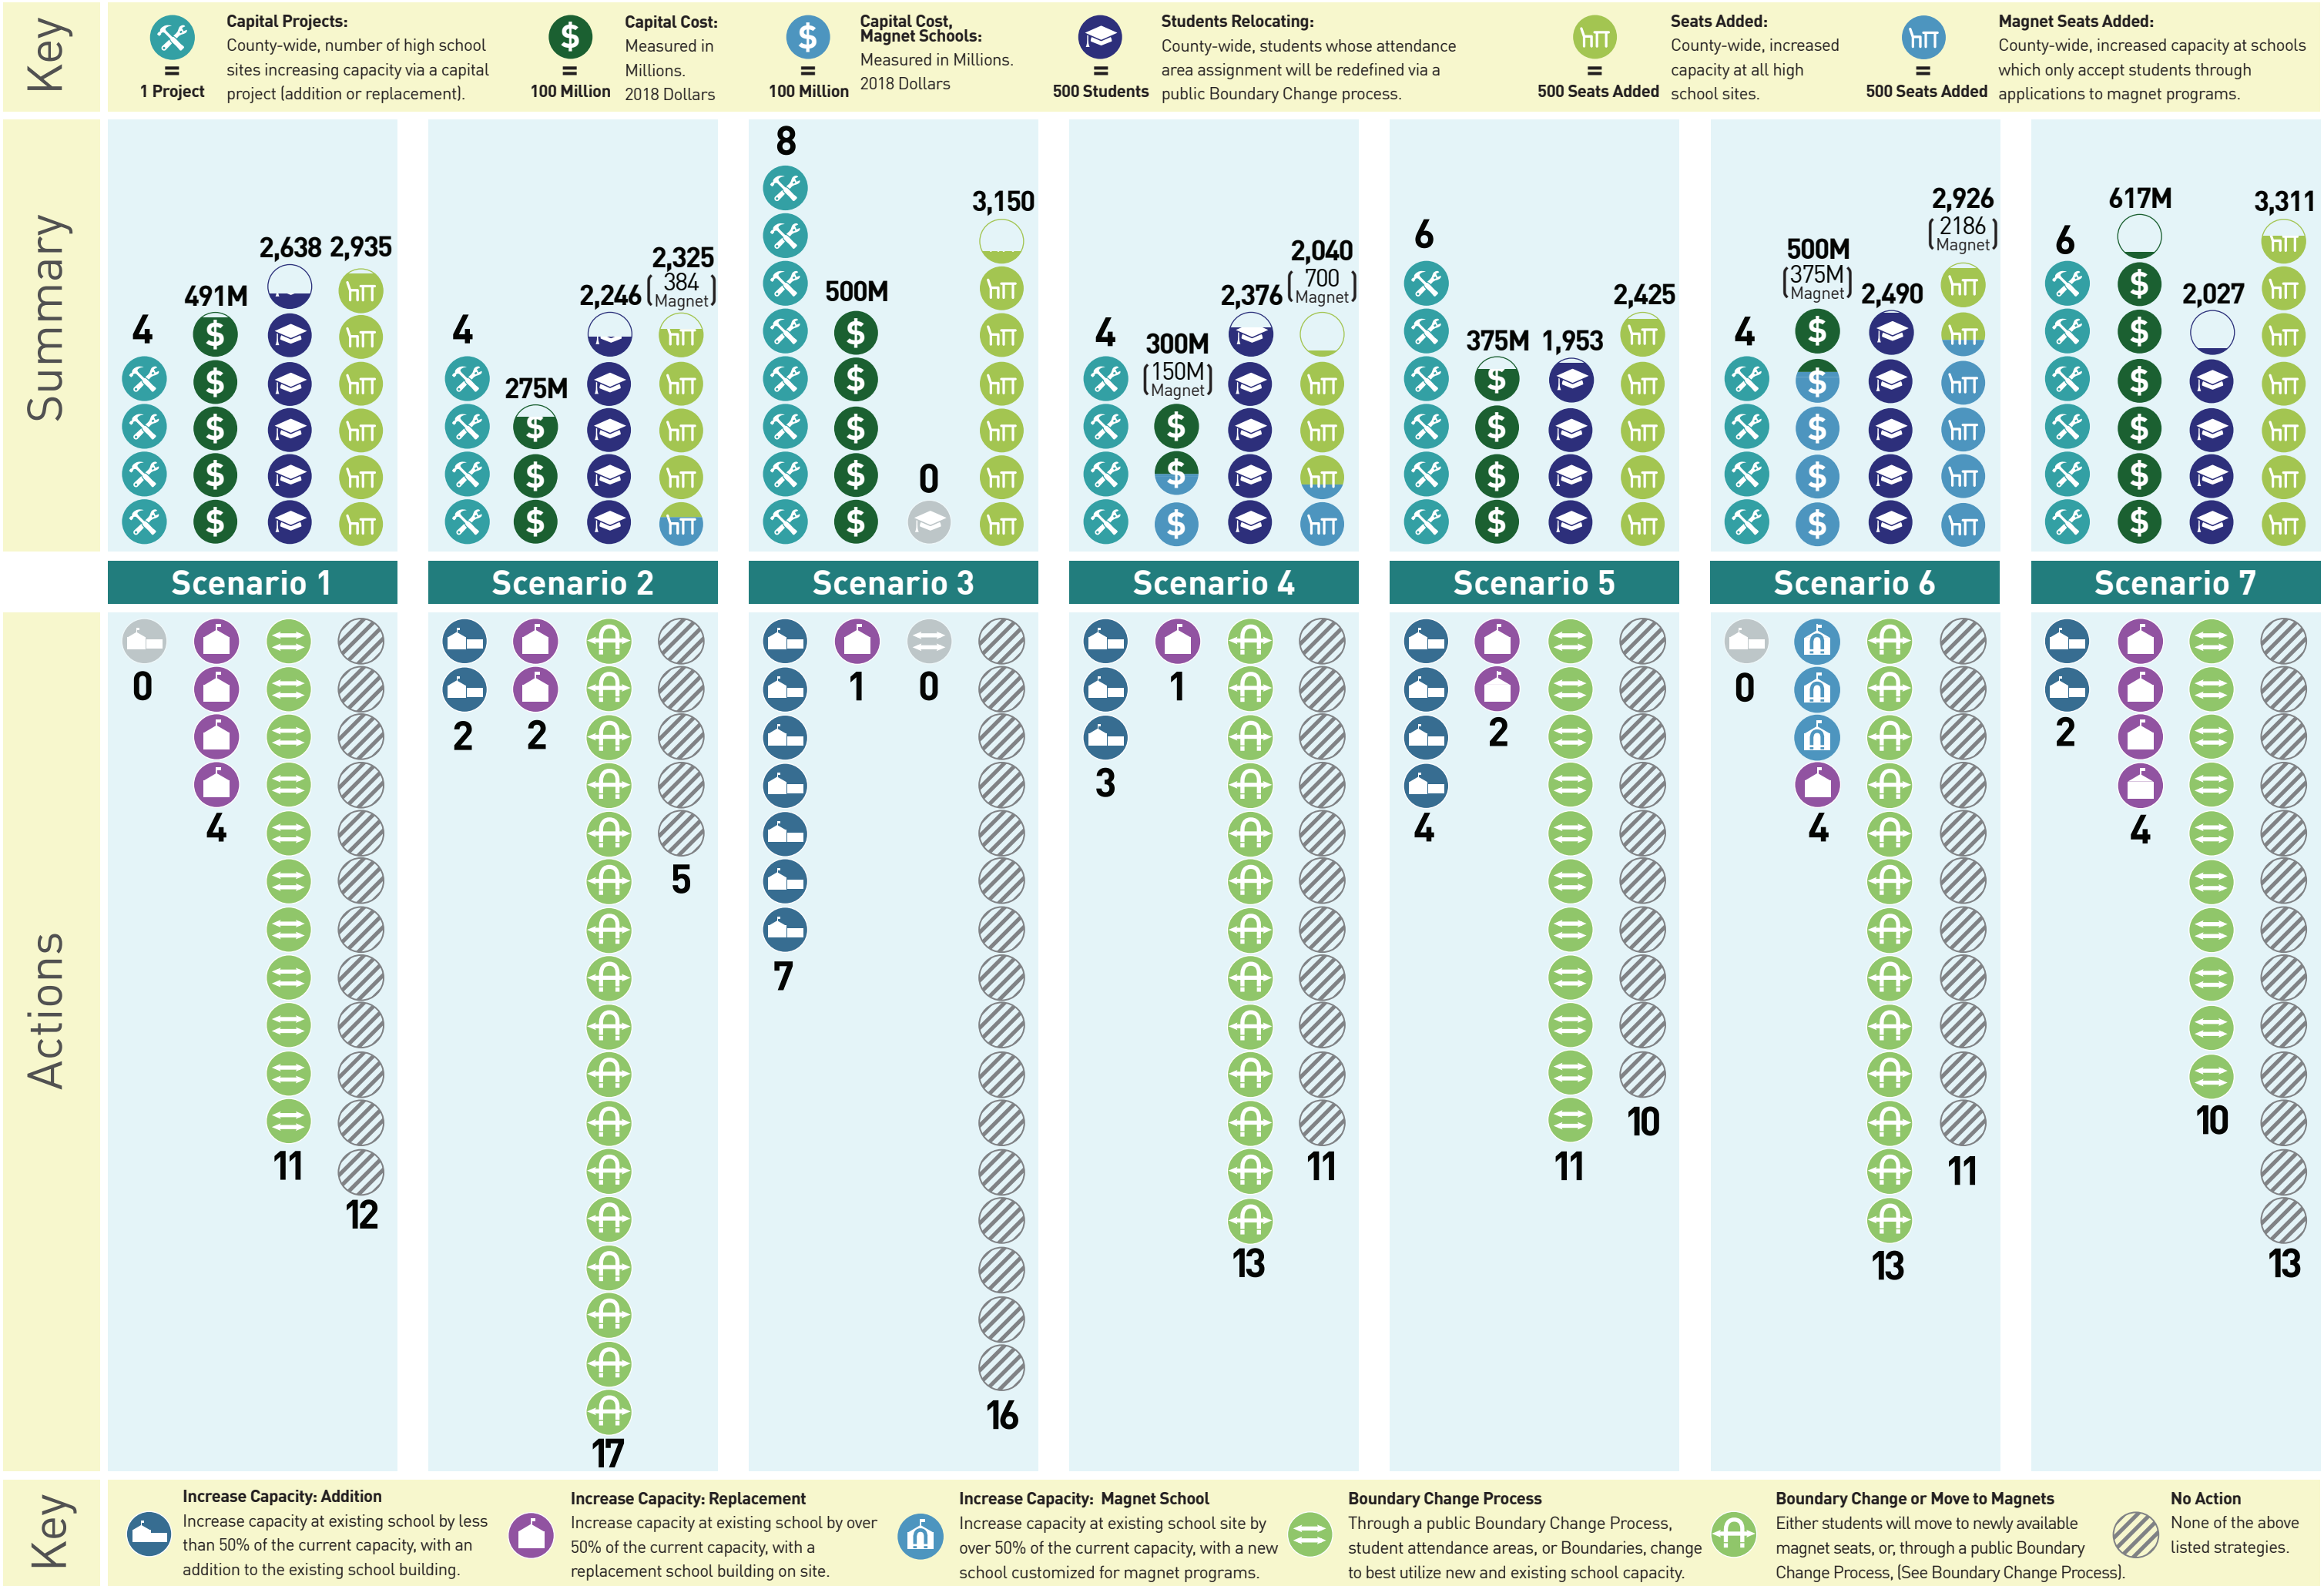 Key
Capital Projects:
County-wide, number of high school
sites increasing capacity via a capital
project (addition or replacement).
=
1 Project
Capital Cost:
Measured in
Millions.
2018 Dollars
=
100 Million
Capital Cost,
Magnet Schools:
Measured in Millions.
2018 Dollars
=
100 Million
Students Relocating:
County-wide, students whose attendance
area assignment will be redefined via a
public Boundary Change process.
=
500 Students
Seats Added:
County-wide, increased
capacity at all high
school sites.
=
500 Seats Added
Magnet Seats Added:
County-wide, increased capacity at schools
which only accept students through
applications to magnet programs.
=
500 Seats Added
Summary
4
491M
2,638
2,935
4
275M
2,246
2,325
(384
Magnet)
8
500M
0
3,150
4
300M
(150M
Magnet)
2,376
2,040
(700
Magnet)
6
375M
1,953
2,425
4
500M
(375M
Magnet)
2,490
2,926
(2186
Magnet)
6
617M
2,027
3,311
Scenario 1
Scenario 2
Scenario 3
Scenario 4
Scenario 5
Scenario 6
Scenario 7
Actions
0
4
11
12
2
2
17
5
7
1
0
16
3
1
13
11
4
2
11
10
0
4
13
11
2
4
10
13
Key
Increase Capacity: Addition
Increase capacity at existing school by less
than 50% of the current capacity, with an
addition to the existing school building.
Increase Capacity: Replacement
Increase capacity at existing school by over
50% of the current capacity, with a
replacement school building on site.
Increase Capacity: Magnet School
Increase capacity at existing school site by
over 50% of the current capacity, with a new
school customized for magnet programs.
Boundary Change Process
Through a public Boundary Change Process,
student attendance areas, or Boundaries, change
to best utilize new and existing school capacity.
Boundary Change or Move to Magnets
Either students will move to newly available
magnet seats, or, through a public Boundary
Change Process, (See Boundary Change Process).
No Action
None of the above
listed strategies.